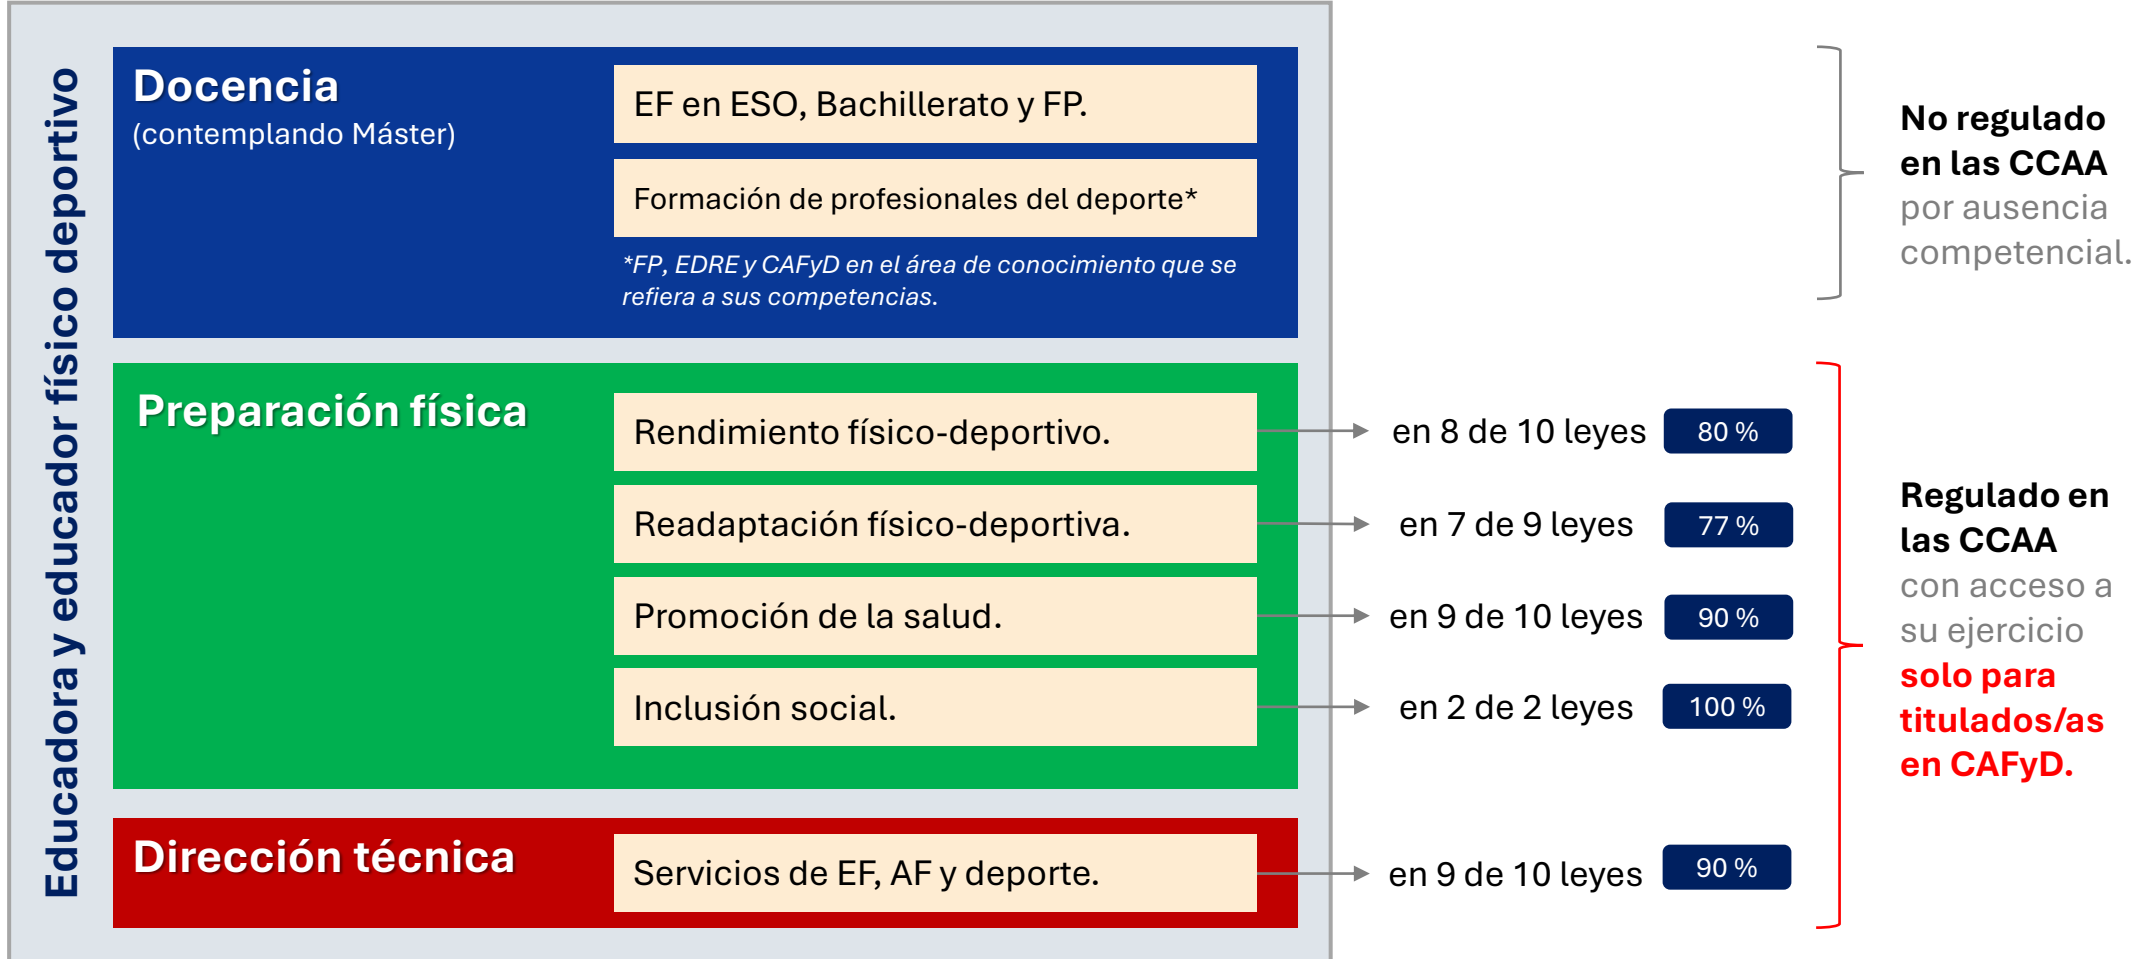 Educadora y educador físico deportivo
Docencia
(contemplando Máster)
EF en ESO, Bachillerato y FP.
Formación de profesionales del deporte*
*FP, EDRE y CAFyD en el área de conocimiento que se
refiera a sus competencias.
No regulado
en las CCAA
por ausencia
competencial.
Preparación física
Rendimiento físico-deportivo.
en 8 de 10 leyes
80 %
Readaptación físico-deportiva.
en 7 de 9 leyes
77 %
Promoción de la salud.
en 9 de 10 leyes
90 %
Inclusión social.
en 2 de 2 leyes
100 %
Dirección técnica
Servicios de EF, AF y deporte.
en 9 de 10 leyes
90 %
Regulado en
las CCAA
con acceso a
su ejercicio
solo para
titulados/as
en CAFyD.